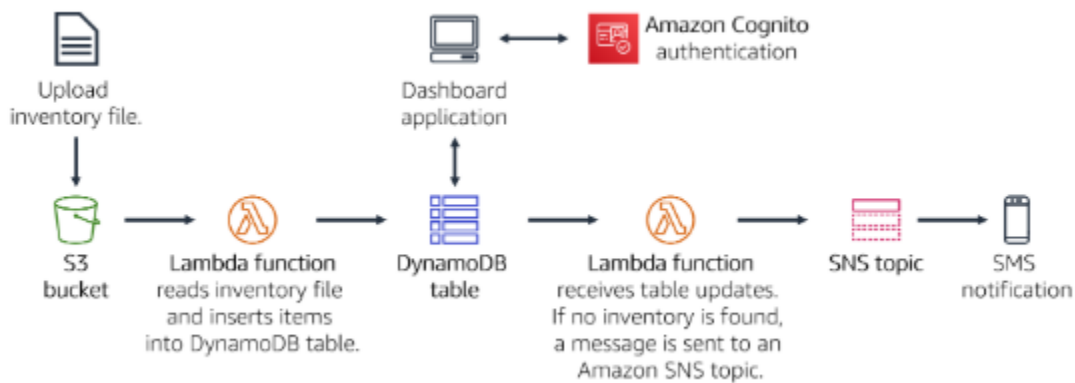 Upload
inventory file.
Dashboard
application
Amazon Cognito
authentication
S3
bucket
Lambda function
reads inventory file
and inserts items
into DynamoDB table.
DynamoDB
table
Lambda function
receives table updates.
If no inventory is found,
a message is sent to an
Amazon SNS topic.
SNS topic
SMS
notification